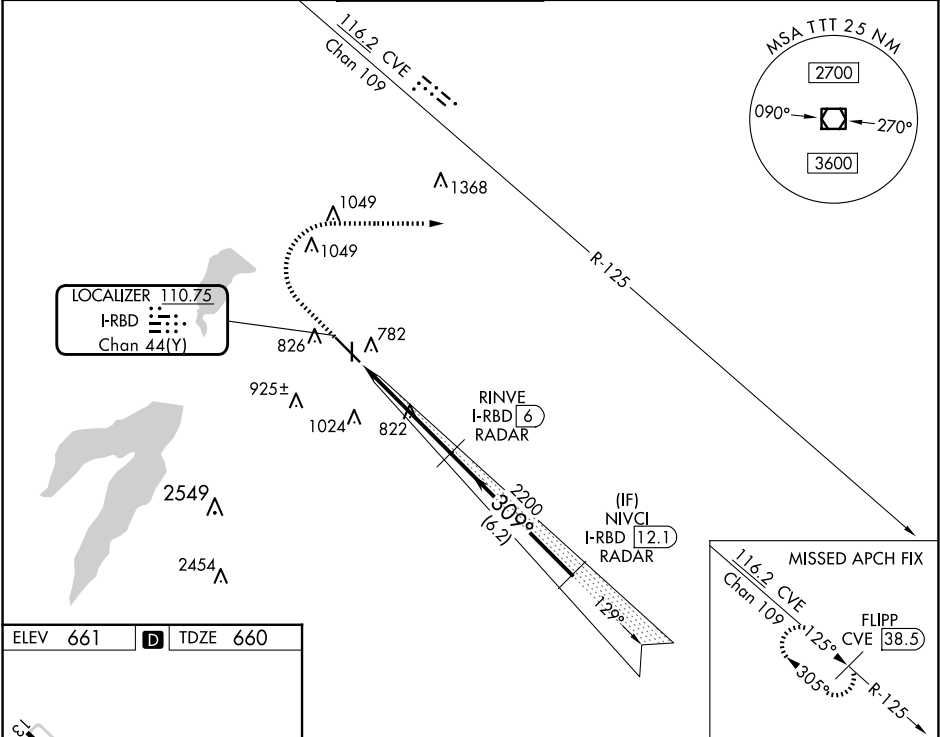 116.2 CVE
Chan 109
MSA TTT 25 NM
2700
090°
270°
3600
1368
1049
1049
R-125
LOCALIZER 110.75
I-RBD
Chan 44(Y)
826
782
925±
1024
822
RINVE
I-RBD 6
RADAR
2200
309°
(6.2)
(IF)
NIVCI
I-RBD 12.1
RADAR
129°
2549
2454
MISSED APCH FIX
116.2 CVE
Chan 109
125°
FLIPP
CVE 38.5
305°
R-125
ELEV 661 D TDZE 660
13